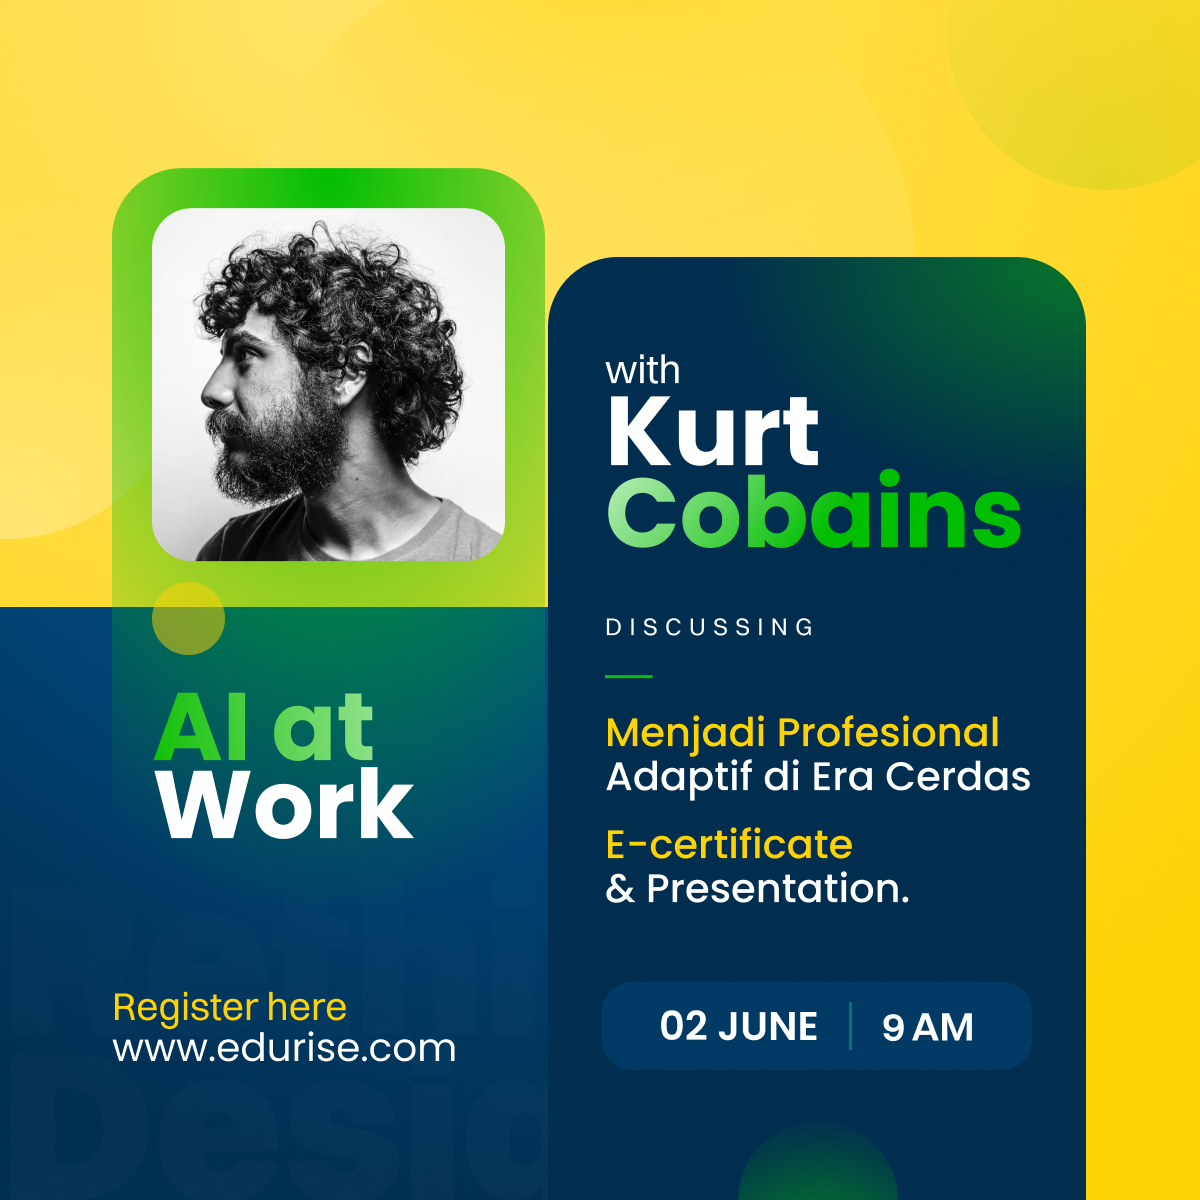 AI at
Work
Register here
www.edurise.com
with
Kurt
Cobains
DISCUSSING
Menjadi Profesional
Adaptif di Era Cerdas
E-certificate
& Presentation.
02 JUNE | 9 AM